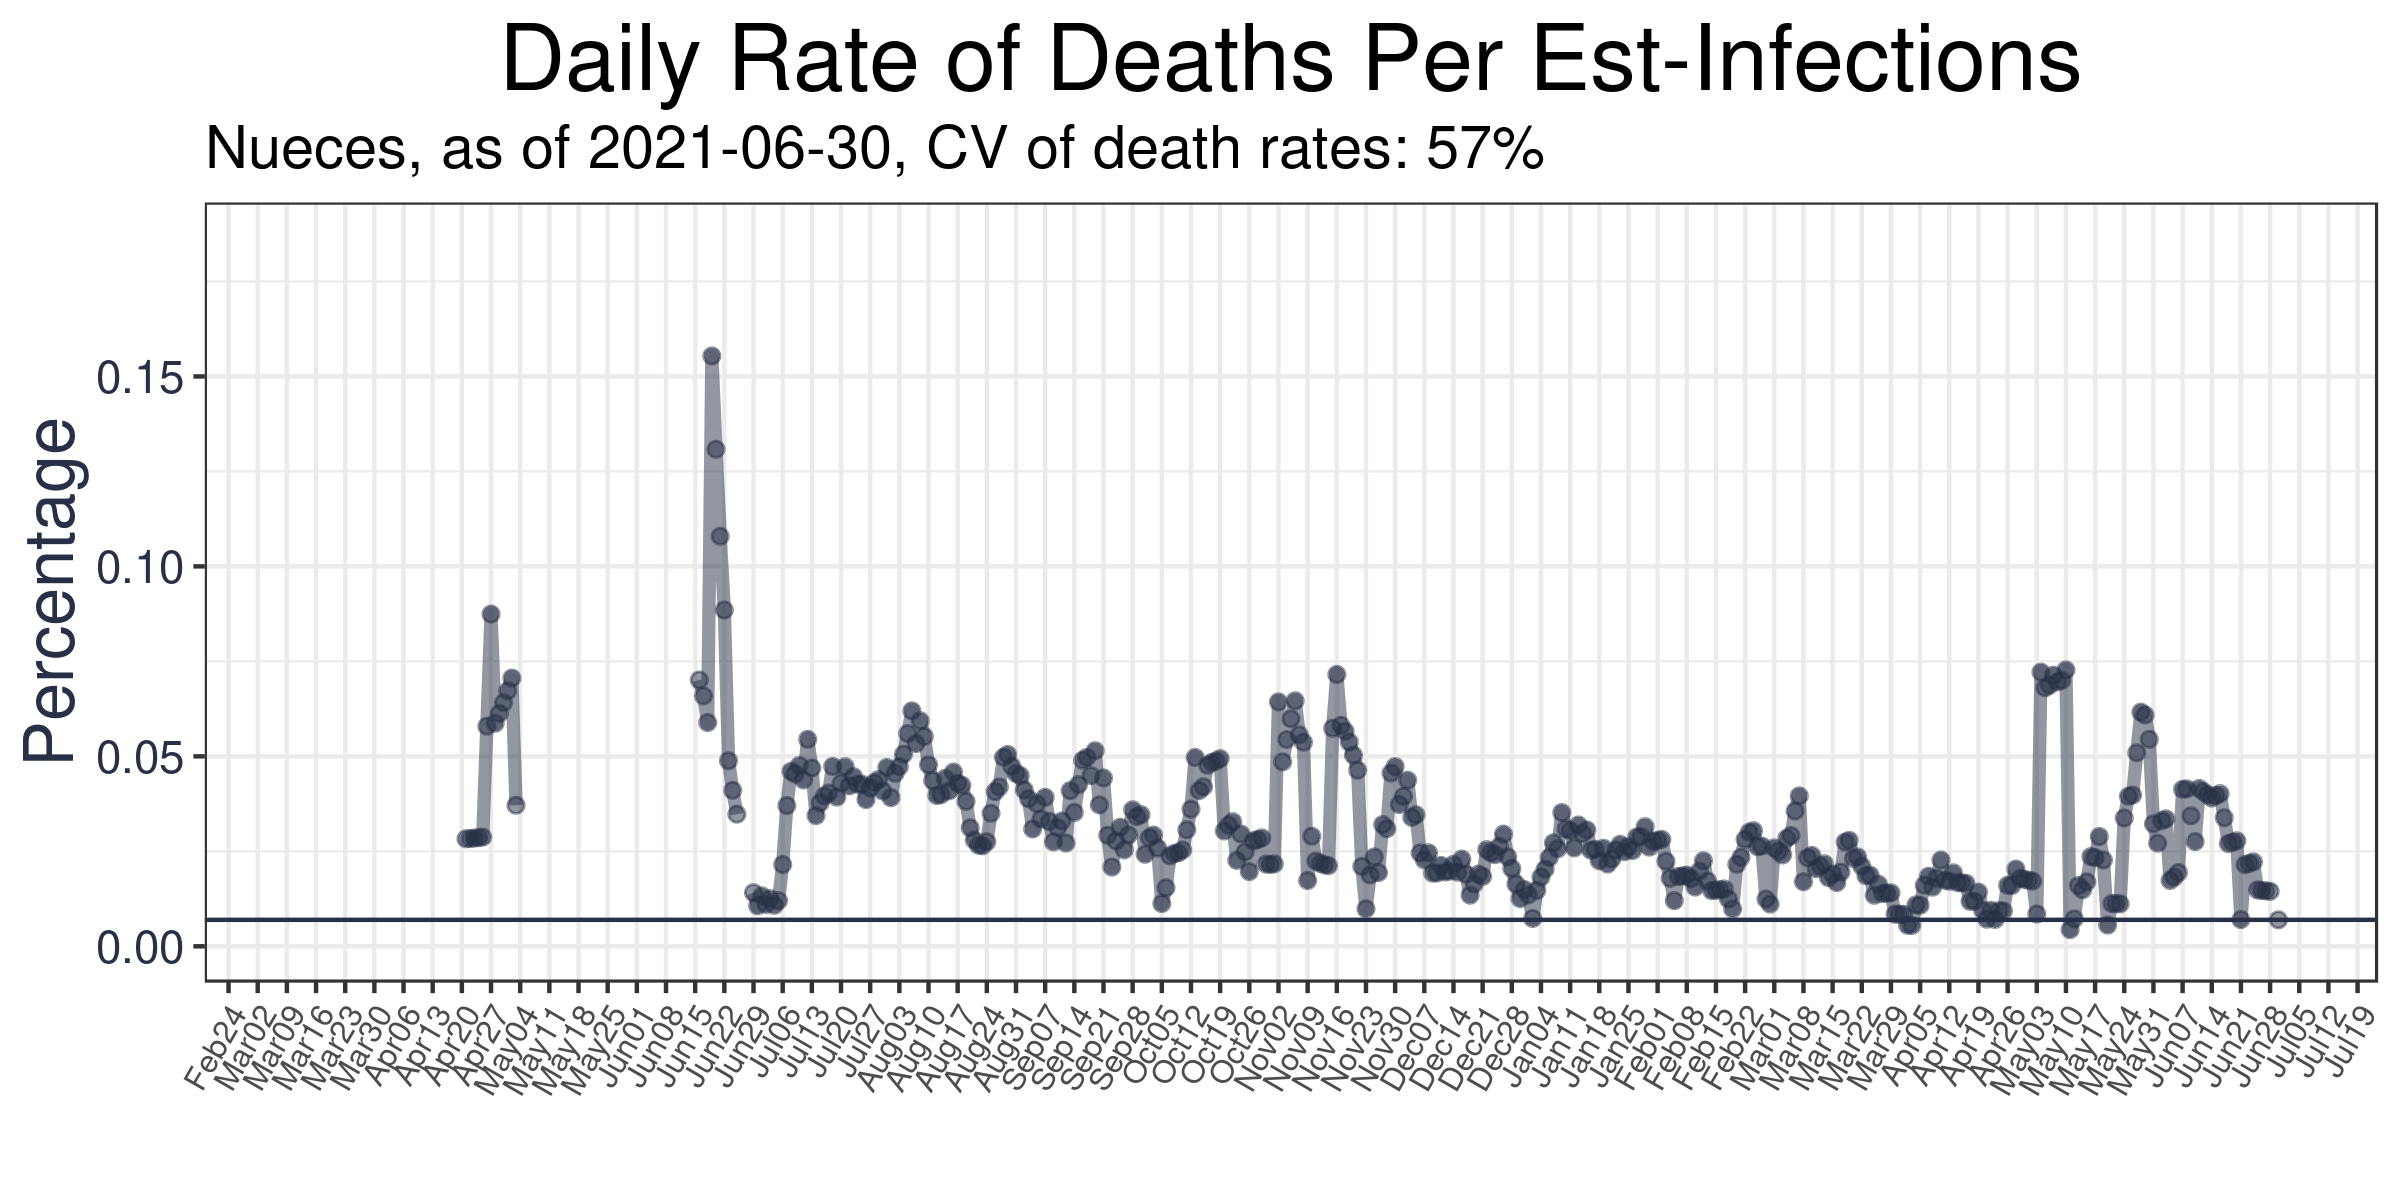 Daily Rate of Deaths Per Est-Infections
Nueces, as of 2021-06-30, CV of death rates: 57%
Percentage
0.15
0.10
0.05
0.00
Feb24
Mar02
Mar09
Mar16
Mar23
Mar30
Apr06
Apr13
Apr20
Apr27
May04
May11
May18
May25
Jun01
Jun08
Jun15
Jun22
Jun29
Jul06
Jul13
Jul20
Jul27
Aug03
Aug10
Aug17
Aug24
Aug31
Sep07
Sep14
Sep21
Sep28
Oct05
Oct12
Oct19
Oct26
Nov02
Nov09
Nov16
Nov23
Nov30
Dec07
Dec14
Dec21
Dec28
Jan04
Jan11
Jan18
Jan25
Feb01
Feb08
Feb15
Feb22
Mar01
Mar08
Mar15
Mar22
Mar29
Apr05
Apr12
Apr19
Apr26
May03
May10
May17
May24
May31
Jun07
Jun14
Jun21
Jun28
Jul05
Jul12
Jul19